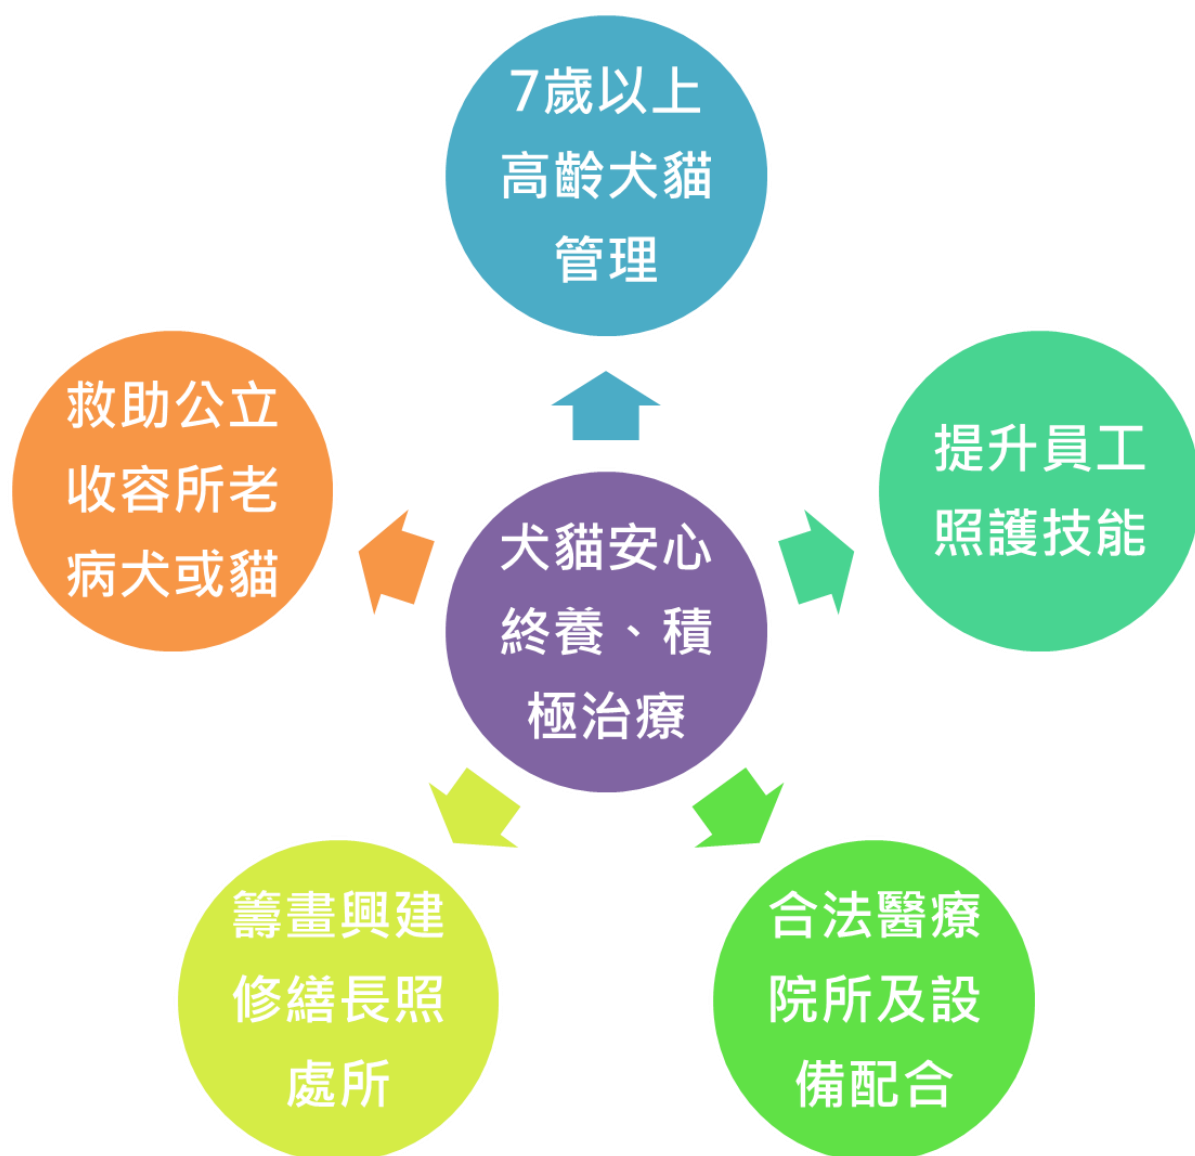 7歲以上
高齡犬貓
管理
救助公立
收容所老
病犬或貓
提升員工
照護技能
犬貓安心
終養、積
極治療
籌畫興建
修繕長照
處所
合法醫療
院所及設
備配合